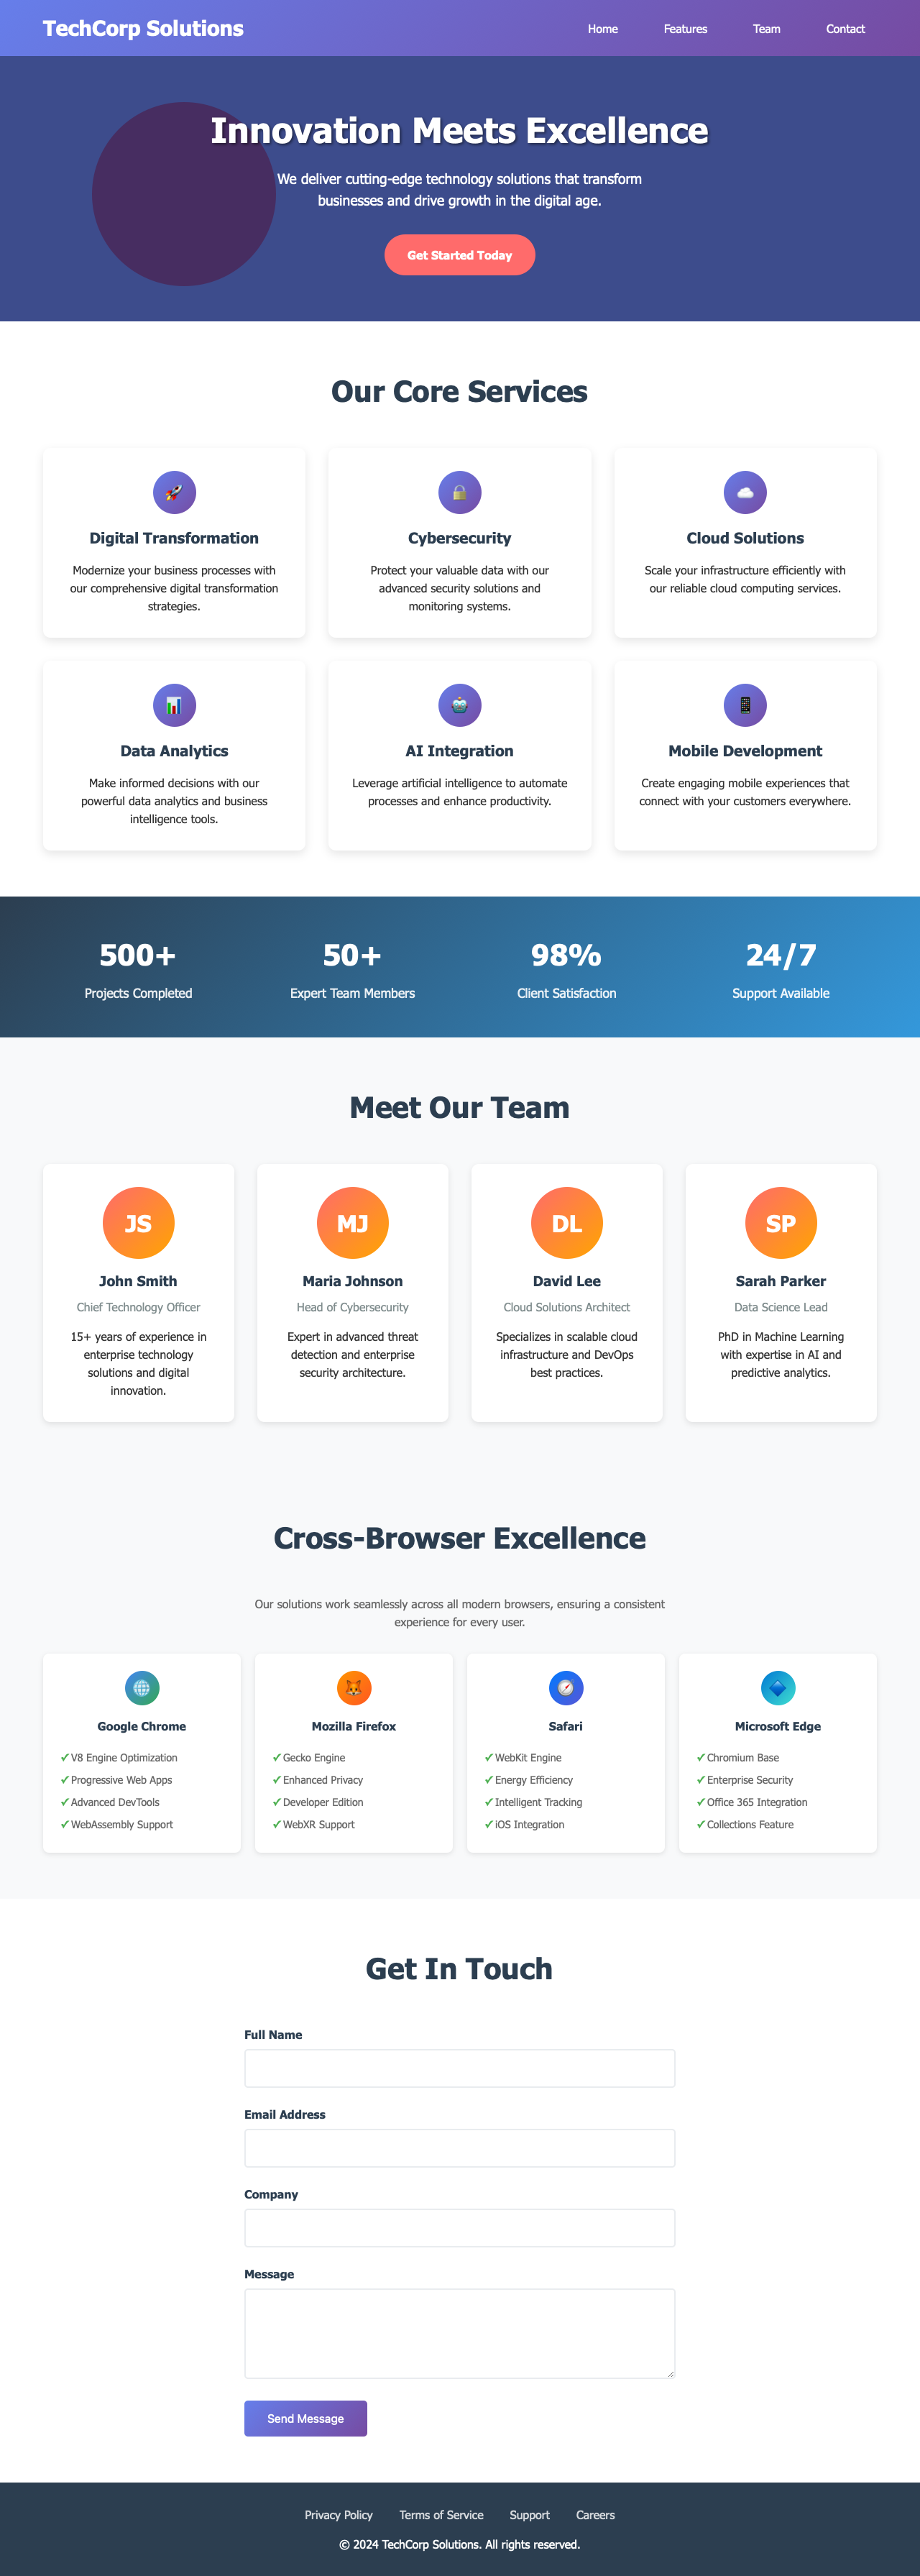 TechCorp Solutions
Home Features Team Contact
Innovation Meets Excellence
We deliver cutting-edge technology solutions that transform
businesses and drive growth in the digital age.
Get Started Today
Our Core Services
Digital Transformation
Modernize your business processes with
our comprehensive digital transformation
strategies.
Cybersecurity
Protect your valuable data with our
advanced security solutions and
monitoring systems.
Cloud Solutions
Scale your infrastructure efficiently with
our reliable cloud computing services.
Data Analytics
Make informed decisions with our
powerful data analytics and business
intelligence tools.
AI Integration
Leverage artificial intelligence to automate
processes and enhance productivity.
Mobile Development
Create engaging mobile experiences that
connect with your customers everywhere.
500+
Projects Completed
50+
Expert Team Members
98%
Client Satisfaction
24/7
Support Available
Meet Our Team
JS
John Smith
Chief Technology Officer
15+ years of experience in
enterprise technology
solutions and digital
innovation.
MJ
Maria Johnson
Head of Cybersecurity
Expert in advanced threat
detection and enterprise
security architecture.
DL
David Lee
Cloud Solutions Architect
Specializes in scalable cloud
infrastructure and DevOps
best practices.
SP
Sarah Parker
Data Science Lead
PhD in Machine Learning
with expertise in AI and
predictive analytics.
Cross-Browser Excellence
Our solutions work seamlessly across all modern browsers, ensuring a consistent
experience for every user.
Google Chrome
✓ V8 Engine Optimization
✓ Progressive Web Apps
✓ Advanced DevTools
✓ WebAssembly Support
Mozilla Firefox
✓ Gecko Engine
✓ Enhanced Privacy
✓ Developer Edition
✓ WebXR Support
Safari
✓ WebKit Engine
✓ Energy Efficiency
✓ Intelligent Tracking
✓ iOS Integration
Microsoft Edge
✓ Chromium Base
✓ Enterprise Security
✓ Office 365 Integration
✓ Collections Feature
Get In Touch
Full Name
Email Address
Company
Message
Send Message
Privacy Policy Terms of Service Support Careers
© 2024 TechCorp Solutions. All rights reserved.